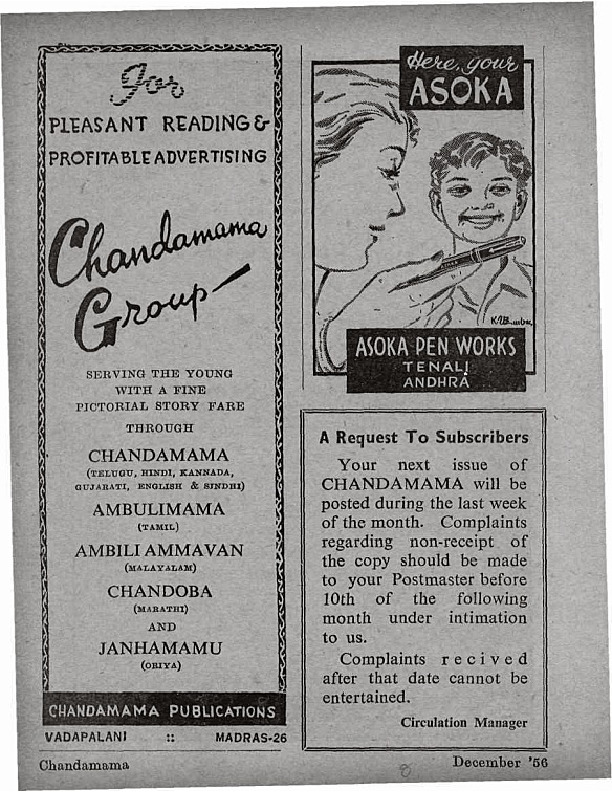 For
PLEASANT READING &
PROFITABLE ADVERTISING
Chandamama
Group
SERVING THE YOUNG
WITH A FINE
PICTORIAL STORY FARE
THROUGH
CHANDAMAMA
(TELUGU, HINDI, KANNADA,
GUJARATI, ENGLISH & SINDHI)
AMBULIMAMA
(TAMIL)
AMBILI AMMAVAN
(MALAYALAM)
CHANDOBA
(MARATHI)
AND
JANHAMAMU
(ORIYA)
CHANDAMAMA PUBLICATIONS
VADAPALANI :: MADRAS-26
Here, your
ASOKA
ASOKA PEN WORKS
TENALI
ANDHRA
A Request To Subscribers
Your next issue of
CHANDAMAMA will be
posted during the last week
of the month. Complaints
regarding non-receipt of
the copy should be made
to your Postmaster before
10th of the following
month under intimation
to us.
Complaints recived
after that date cannot be
entertained.
Circulation Manager
Chandamama
8
December '56